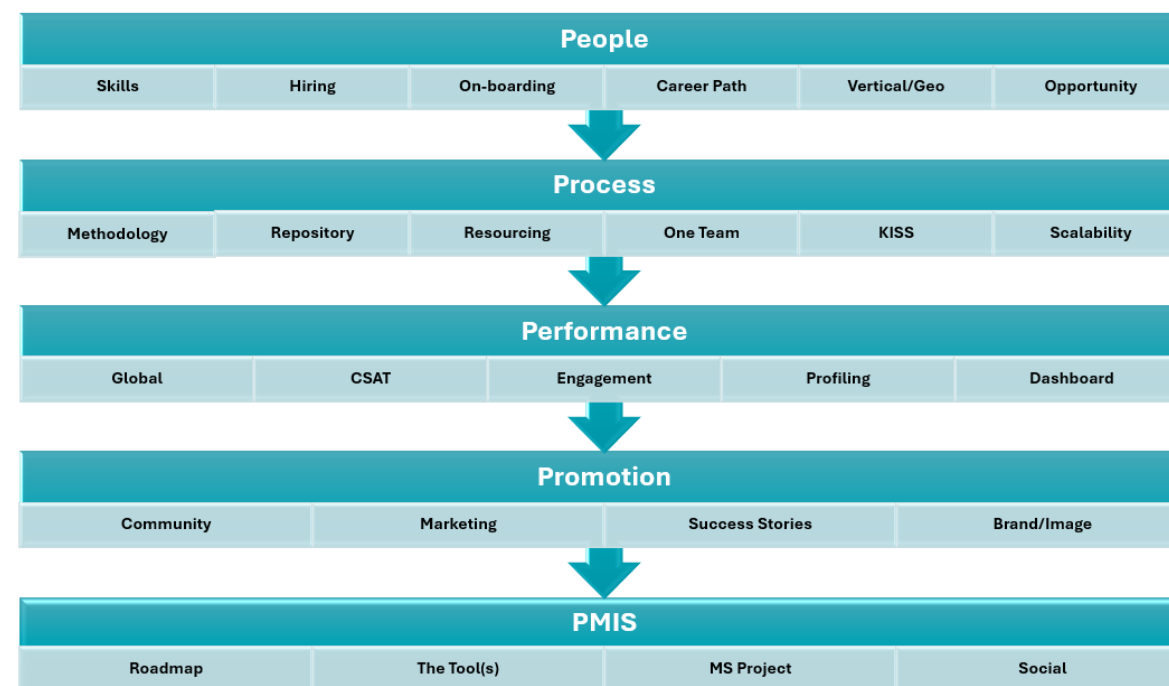 People
Skills Hiring On-boarding Career Path Vertical/Geo Opportunity
Process
Methodology Repository Resourcing One Team KISS Scalability
Performance
Global CSAT Engagement Profiling Dashboard
Promotion
Community Marketing Success Stories Brand/Image
PMIS
Roadmap The Tool(s) MS Project Social